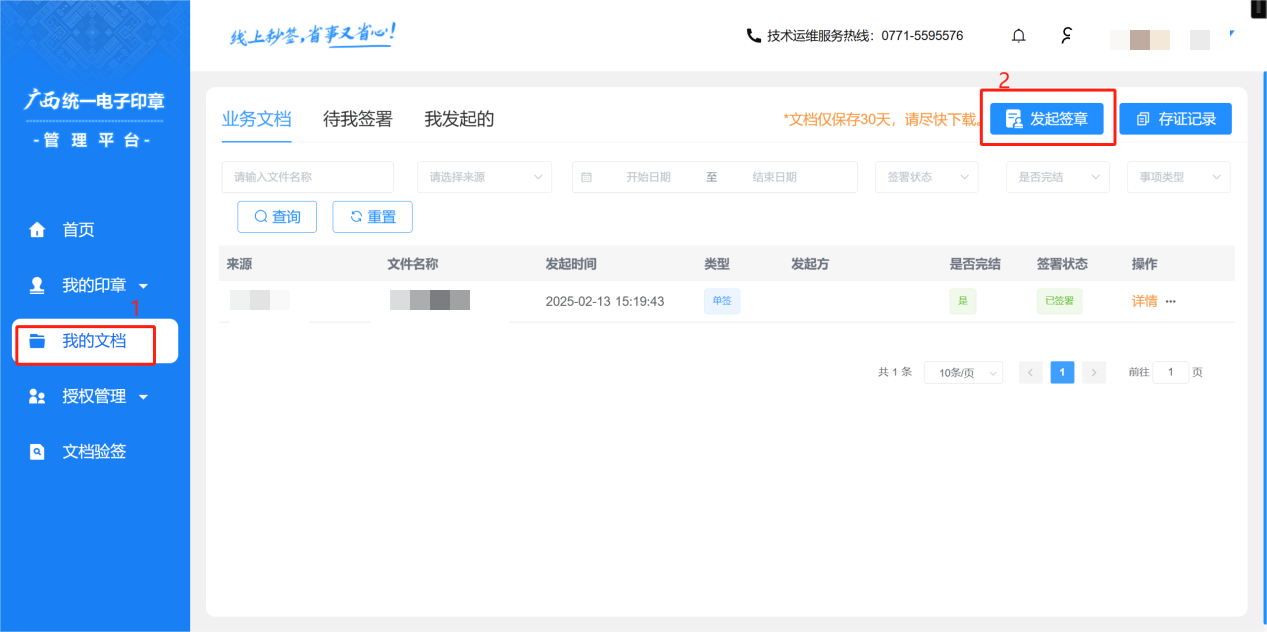 线上秒签,省事又省心!
技术运维服务热线：0771-5595576
广西统一电子印章
-管 理 平 台-
首页
我的印章
1
我的文档
授权管理
文档验签
2
业务文档 待我签署 我发起的
*文档仅保存30天，请尽快下载。
发起签章
存证记录
请输入文件名称 请选择来源 开始日期 至 结束日期 签署状态 是否完结 事项类型
查询 重置
来源 文件名称 发起时间 类型 发起方 是否完结 签署状态 操作
2025-02-13 15:19:43 单签 是 已签署 详情 •••
共 1 条 10条/页 < 1 > 前往 1 页